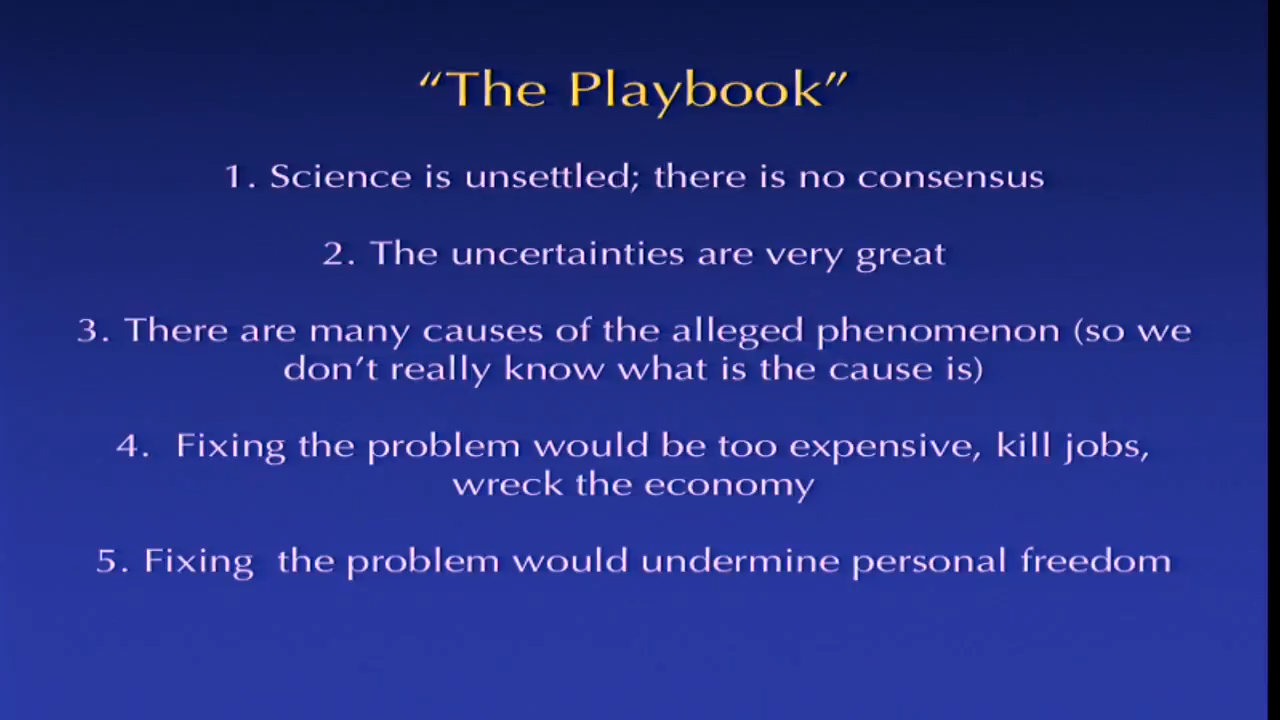 “The Playbook”
1. Science is unsettled; there is no consensus
2. The uncertainties are very great
3. There are many causes of the alleged phenomenon (so we
don’t really know what is the cause is)
4.  Fixing the problem would be too expensive, kill jobs,
wreck the economy
5. Fixing  the problem would undermine personal freedom